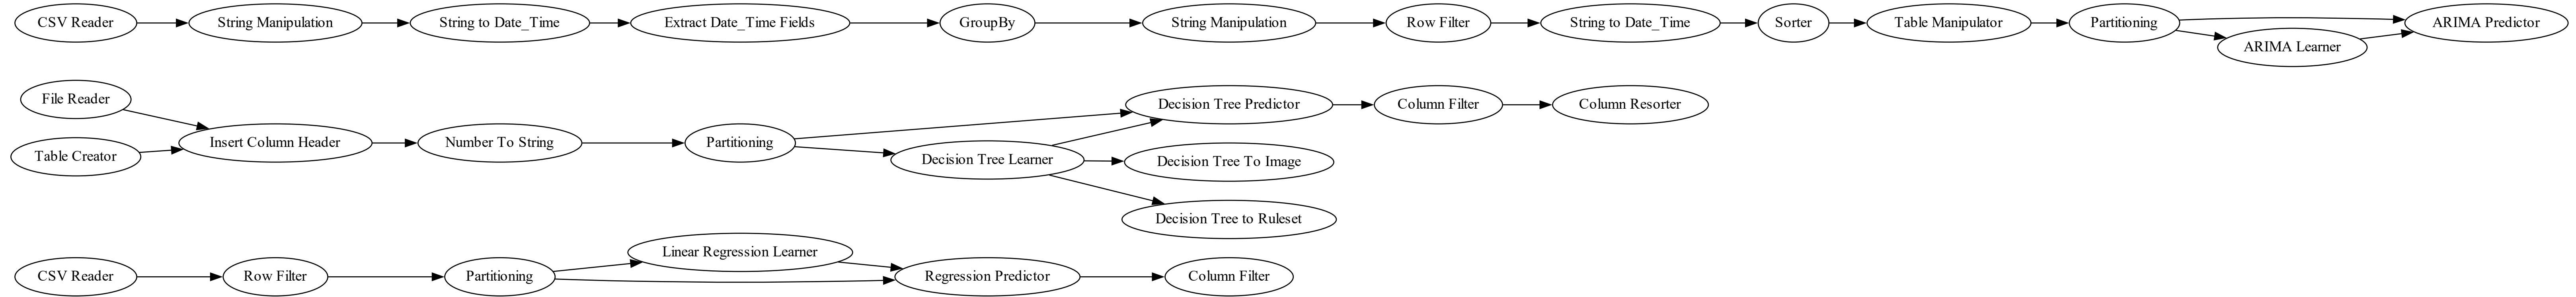 CSV Reader
String Manipulation
String to Date_Time
Extract Date_Time Fields
GroupBy
String Manipulation
Row Filter
String to Date_Time
Sorter
Table Manipulator
Partitioning
ARIMA Learner
ARIMA Predictor
File Reader
Table Creator
Insert Column Header
Number To String
Partitioning
Decision Tree Learner
Decision Tree Predictor
Column Filter
Column Resorter
Decision Tree To Image
Decision Tree to Ruleset
CSV Reader
Row Filter
Partitioning
Linear Regression Learner
Regression Predictor
Column Filter